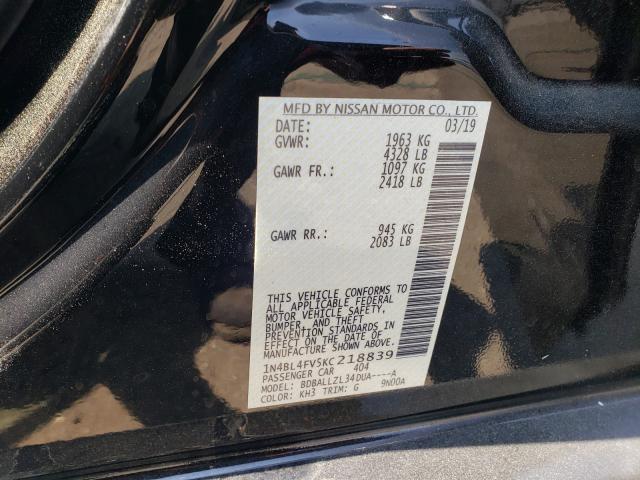 MFD BY NISSAN MOTOR CO., LTD.
DATE: 03/19
GVWR: 1963 KG
4328 LB
GAWR FR.: 1097 KG
2418 LB
GAWR RR.: 945 KG
2083 LB
THIS VEHICLE CONFORMS TO
ALL APPLICABLE FEDERAL
MOTOR VEHICLE SAFETY,
BUMPER, AND THEFT
PREVENTION STANDARDS IN
EFFECT ON THE DATE OF
MANUFACTURE SHOWN ABOVE.
1N4BL4FV5KC218839
PASSENGER CAR 404
MODEL: BDBALLZL34DUA----A
COLOR: KH3 TRIM: G 9N00A